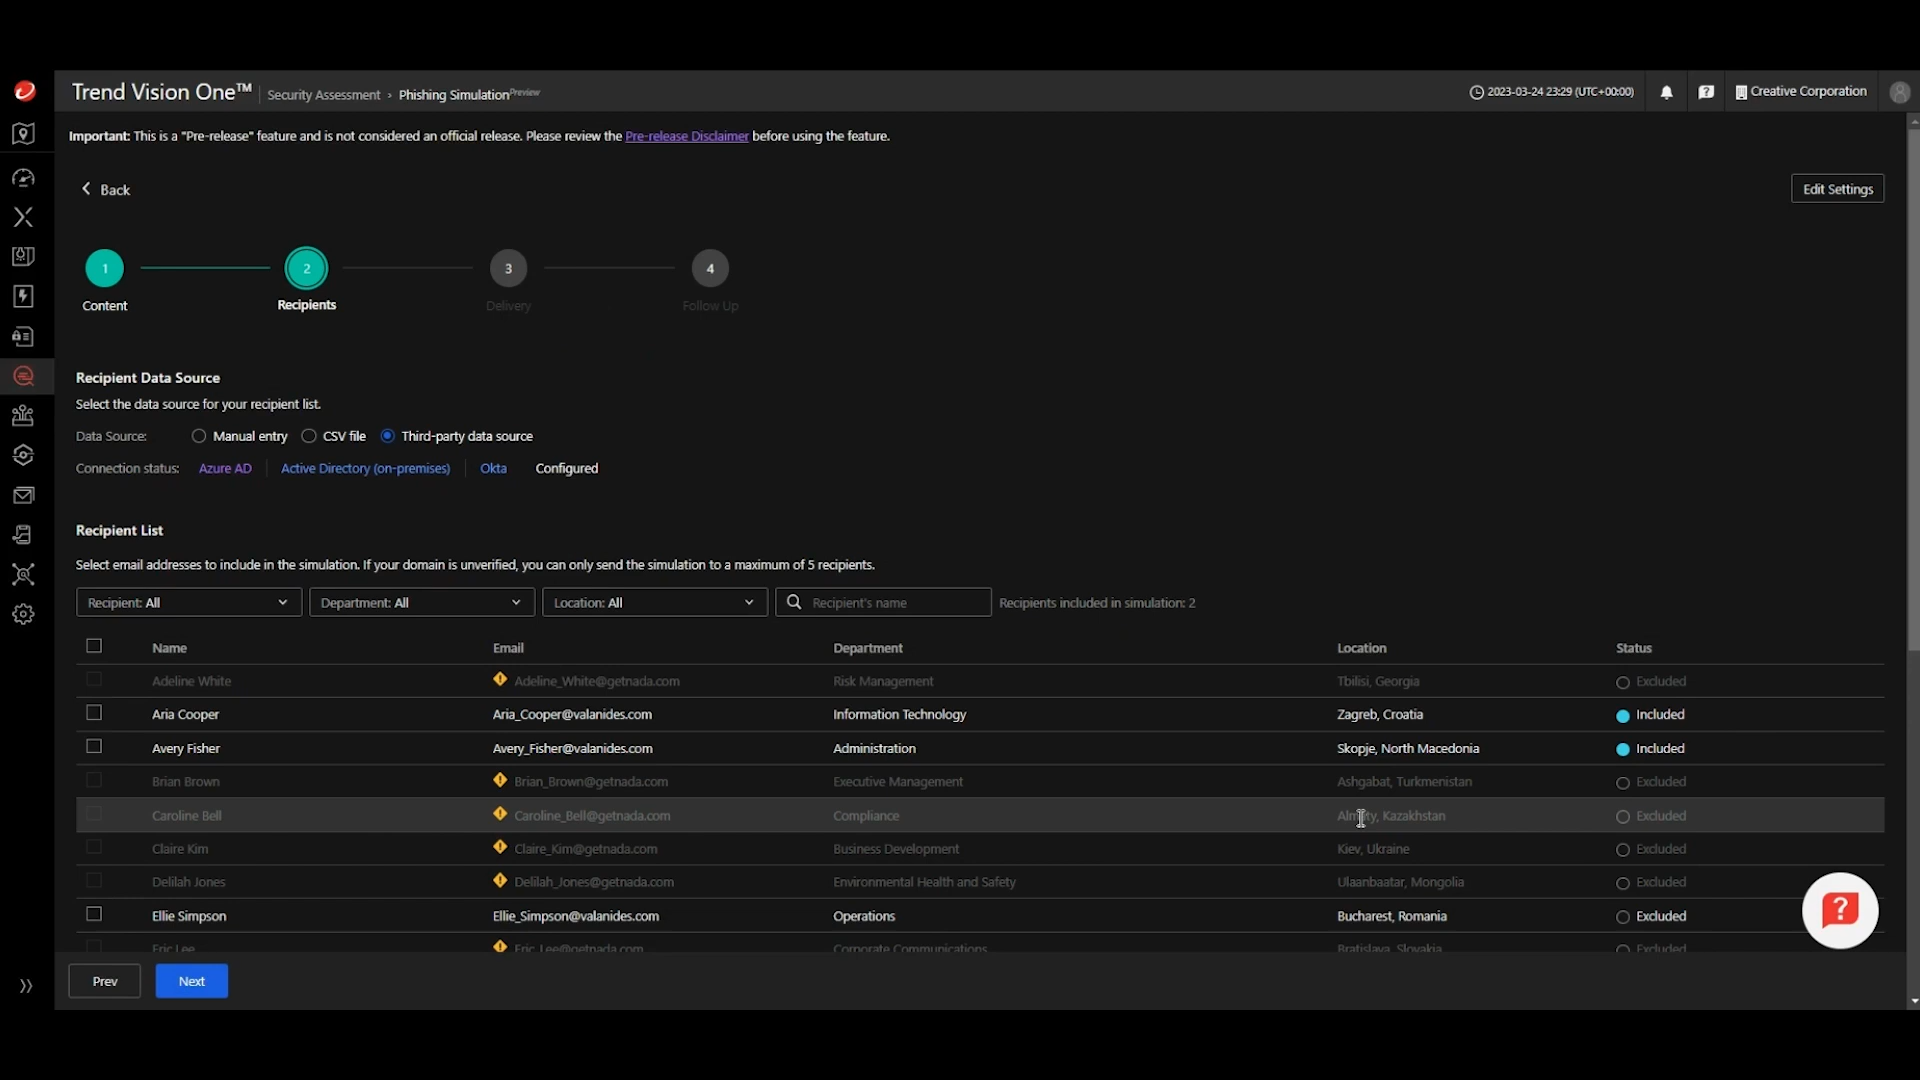 Trend Vision One™ Security Assessment › Phishing Simulation Preview 2023-03-24 23:29 (UTC+00:00) Creative Corporation
Important: This is a "Pre-release" feature and is not considered an official release. Please review the Pre-release Disclaimer before using the feature.
Back Edit Settings
1 2 3 4
Content Recipients Delivery Follow Up
Recipient Data Source
Select the data source for your recipient list.
Data Source: Manual entry CSV file Third-party data source
Connection status: Azure AD Active Directory (on-premises) Okta Configured
Recipient List
Select email addresses to include in the simulation. If your domain is unverified, you can only send the simulation to a maximum of 5 recipients.
Recipient: All Department: All Location: All Recipient's name Recipients included in simulation: 2
Name Email Department Location Status
Adeline White Adeline_White@getnada.com Risk Management Tbilisi, Georgia Excluded
Aria Cooper Aria_Cooper@valanides.com Information Technology Zagreb, Croatia Included
Avery Fisher Avery_Fisher@valanides.com Administration Skopje, North Macedonia Included
Brian Brown Brian_Brown@getnada.com Executive Management Ashgabat, Turkmenistan Excluded
Caroline Bell Caroline_Bell@getnada.com Compliance Almaty, Kazakhstan Excluded
Claire Kim Claire_Kim@getnada.com Business Development Kiev, Ukraine Excluded
Delilah Jones Delilah_Jones@getnada.com Environmental Health and Safety Ulaanbaatar, Mongolia Excluded
Ellie Simpson Ellie_Simpson@valanides.com Operations Bucharest, Romania Excluded
Eric Lee Eric_Lee@getnada.com Corporate Communications Bratislava, Slovakia Excluded
Prev Next